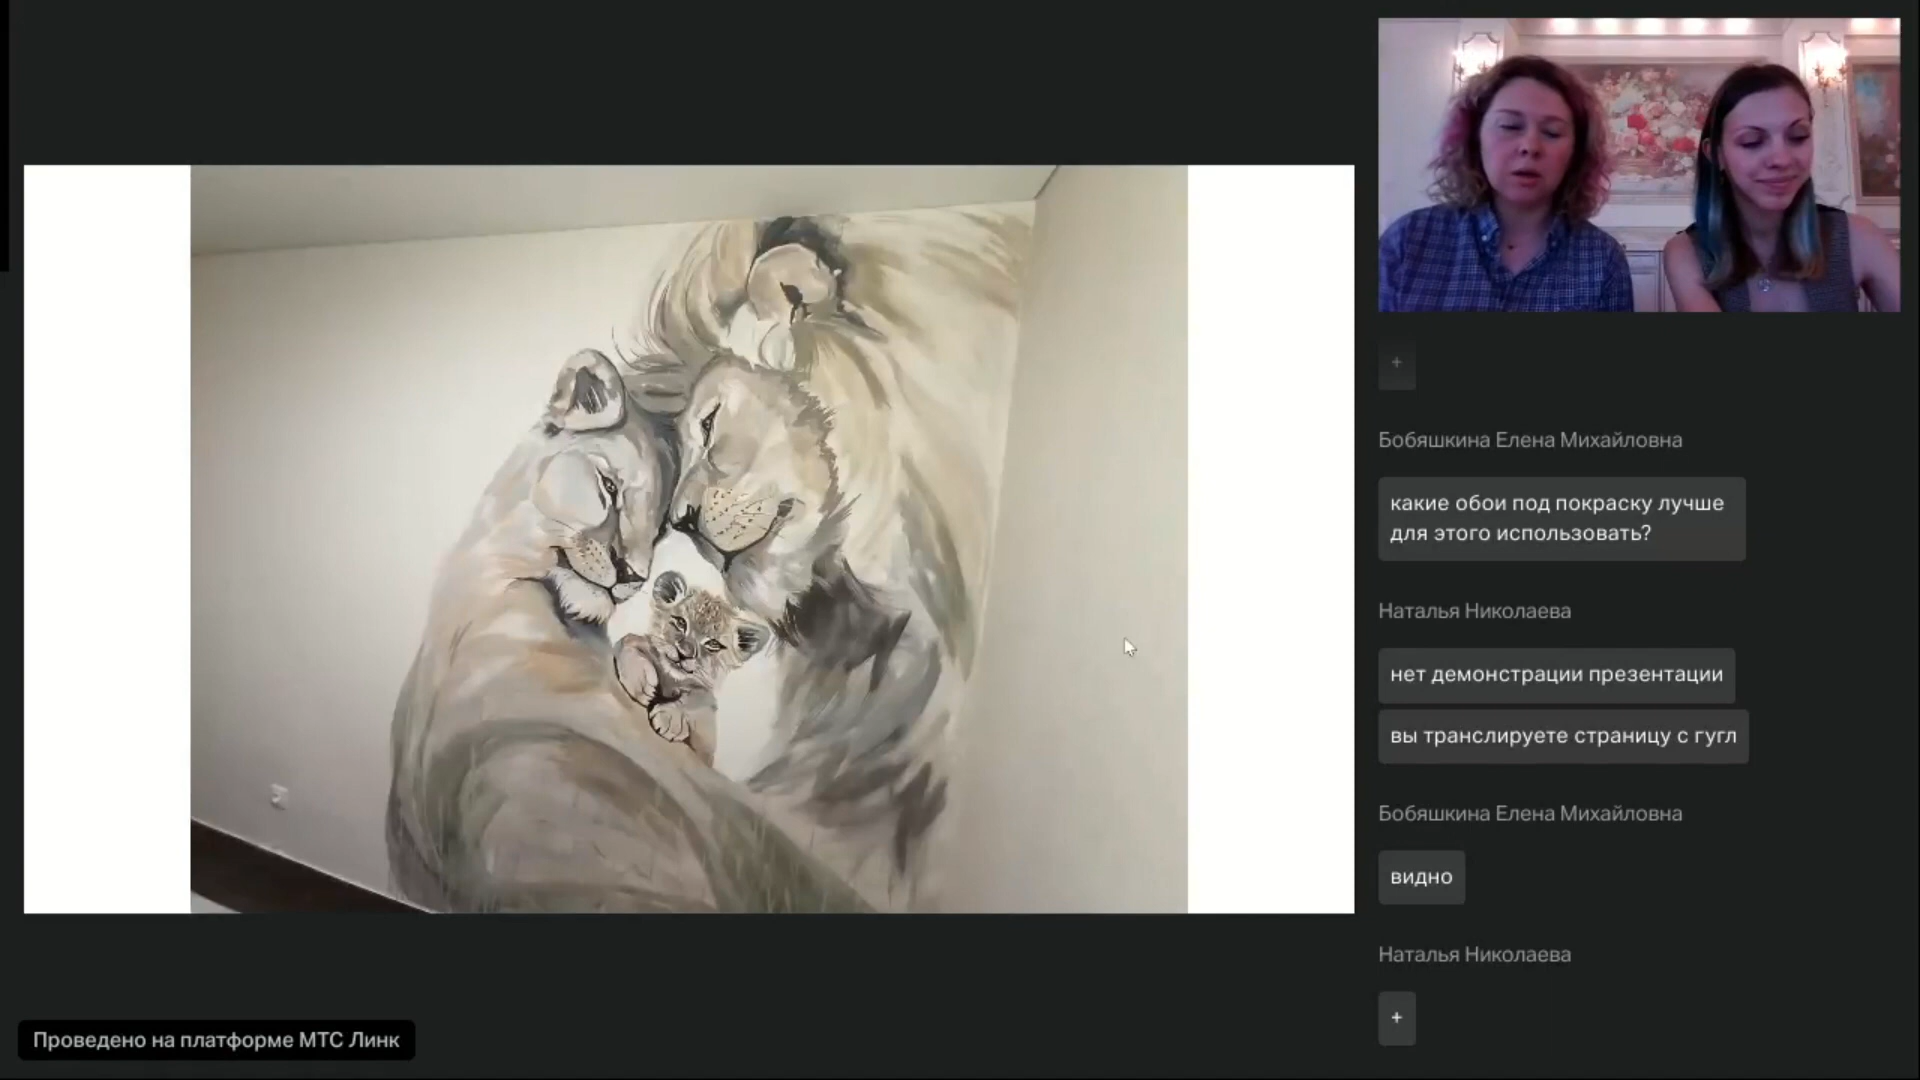 +
Бобяшкина Елена Михайловна
какие обои под покраску лучше
для этого использовать?
Наталья Николаева
нет демонстрации презентации
вы транслируете страницу с гугл
Бобяшкина Елена Михайловна
видно
Наталья Николаева
+
Проведено на платформе МТС Линк